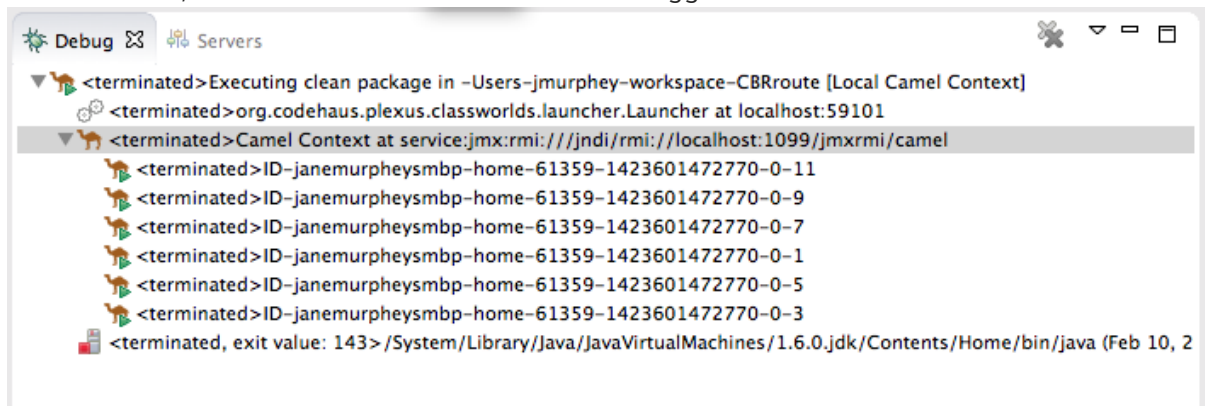 Debug Servers
<terminated>Executing clean package in -Users-jmurphey-workspace-CBRroute [Local Camel Context]
<terminated>org.codehaus.plexus.classworlds.launcher.Launcher at localhost:59101
<terminated>Camel Context at service:jmx:rmi:///jndi/rmi://localhost:1099/jmxrmi/camel
<terminated>ID-janemurpheysmbp-home-61359-1423601472770-0-11
<terminated>ID-janemurpheysmbp-home-61359-1423601472770-0-9
<terminated>ID-janemurpheysmbp-home-61359-1423601472770-0-7
<terminated>ID-janemurpheysmbp-home-61359-1423601472770-0-1
<terminated>ID-janemurpheysmbp-home-61359-1423601472770-0-5
<terminated>ID-janemurpheysmbp-home-61359-1423601472770-0-3
<terminated, exit value: 143>/System/Library/Java/JavaVirtualMachines/1.6.0.jdk/Contents/Home/bin/java (Feb 10, 2